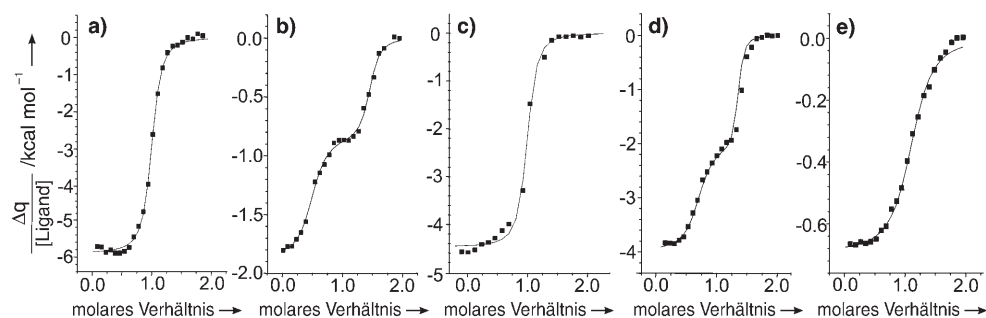 a) b) c) d) e)
Δq / [Ligand] /kcal mol⁻¹ →
0 -1 -2 -3 -4 -5 -6
0.0 -0.5 -1.0 -1.5 -2.0
0 -1 -2 -3 -4 -5
0 -1 -2 -3 -4
0.0 -0.2 -0.4 -0.6
0.0 1.0 2.0 0.0 1.0 2.0 0.0 1.0 2.0 0.0 1.0 2.0 0.0 1.0 2.0
molares Verhältnis → molares Verhältnis → molares Verhältnis → molares Verhältnis → molares Verhältnis →